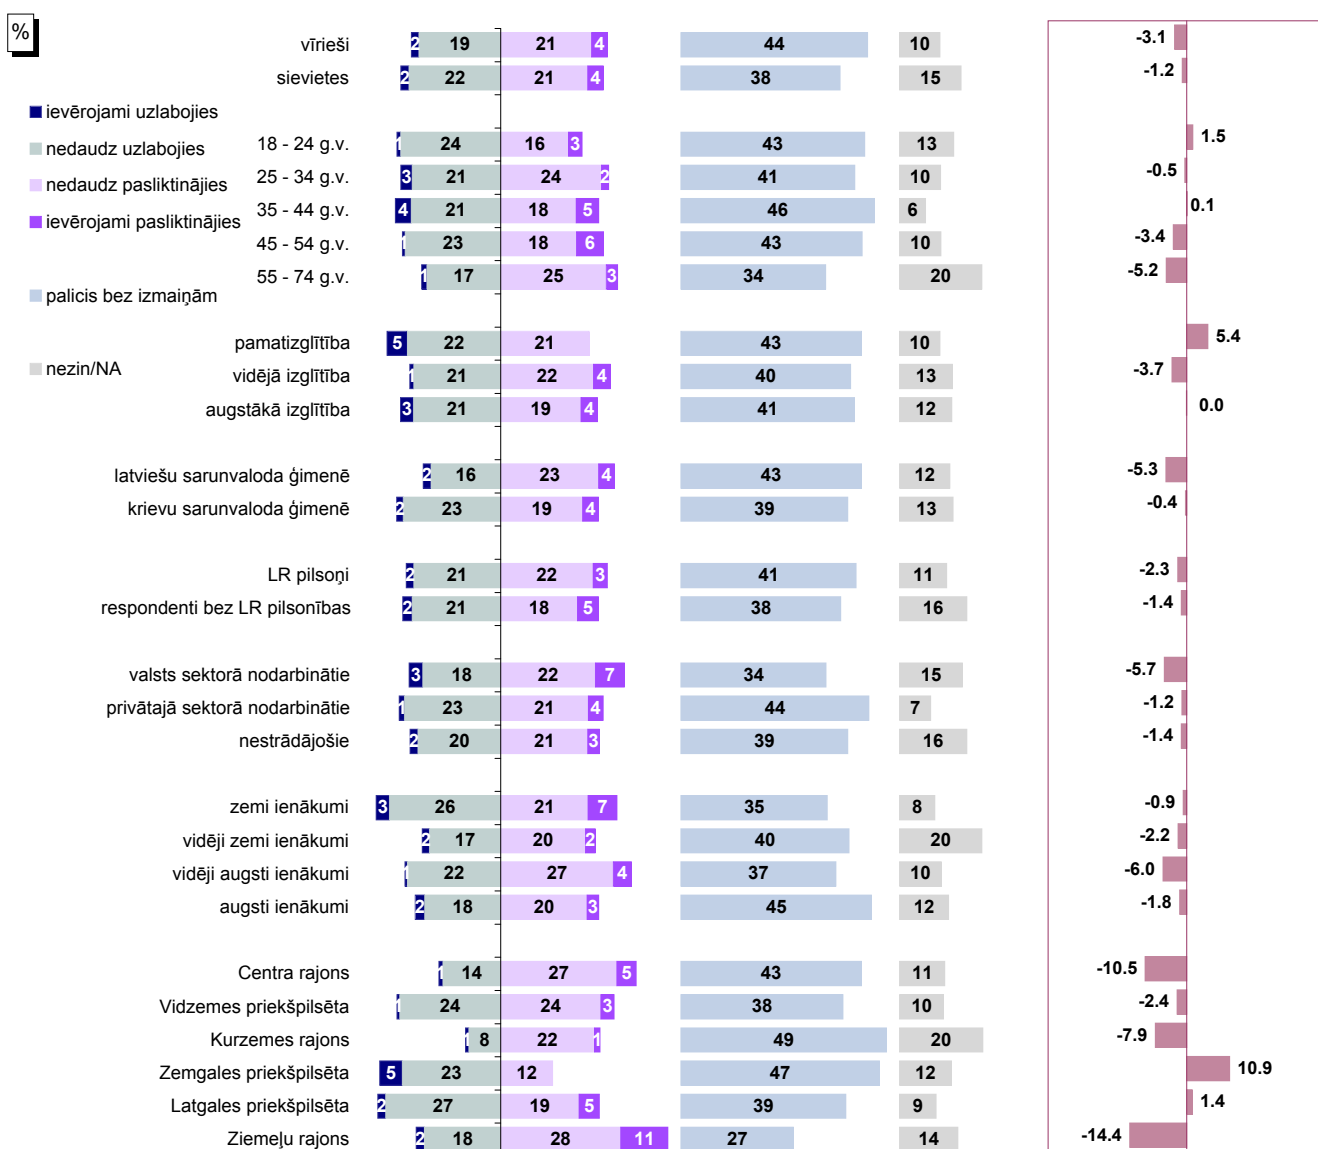 %
vīrieši 2 19 21 4 44 10 -3.1
sievietes 2 22 21 4 38 15 -1.2
ievērojami uzlabojies
nedaudz uzlabojies
nedaudz pasliktinājies
ievērojami pasliktinājies
palicis bez izmaiņām
nezin/NA
18 - 24 g.v. 1 24 16 3 43 13 1.5
25 - 34 g.v. 3 21 24 2 41 10 -0.5
35 - 44 g.v. 4 21 18 5 46 6 0.1
45 - 54 g.v. 1 23 18 6 43 10 -3.4
55 - 74 g.v. 1 17 25 3 34 20 -5.2
pamatizglītība 5 22 21 43 10 5.4
vidējā izglītība 1 21 22 4 40 13 -3.7
augstākā izglītība 3 21 19 4 41 12 0.0
latviešu sarunvaloda ģimenē 2 16 23 4 43 12 -5.3
krievu sarunvaloda ģimenē 2 23 19 4 39 13 -0.4
LR pilsoņi 2 21 22 3 41 11 -2.3
respondenti bez LR pilsonības 2 21 18 5 38 16 -1.4
valsts sektorā nodarbinātie 3 18 22 7 34 15 -5.7
privātajā sektorā nodarbinātie 1 23 21 4 44 7 -1.2
nestrādājošie 2 20 21 3 39 16 -1.4
zemi ienākumi 3 26 21 7 35 8 -0.9
vidēji zemi ienākumi 2 17 20 2 40 20 -2.2
vidēji augsti ienākumi 1 22 27 4 37 10 -6.0
augsti ienākumi 2 18 20 3 45 12 -1.8
Centra rajons 1 14 27 5 43 11 -10.5
Vidzemes priekšpilsēta 1 24 24 3 38 10 -2.4
Kurzemes rajons 1 8 22 1 49 20 -7.9
Zemgales priekšpilsēta 5 23 12 47 12 10.9
Latgales priekšpilsēta 2 27 19 5 39 9 1.4
Ziemeļu rajons 2 18 28 11 27 14 -14.4